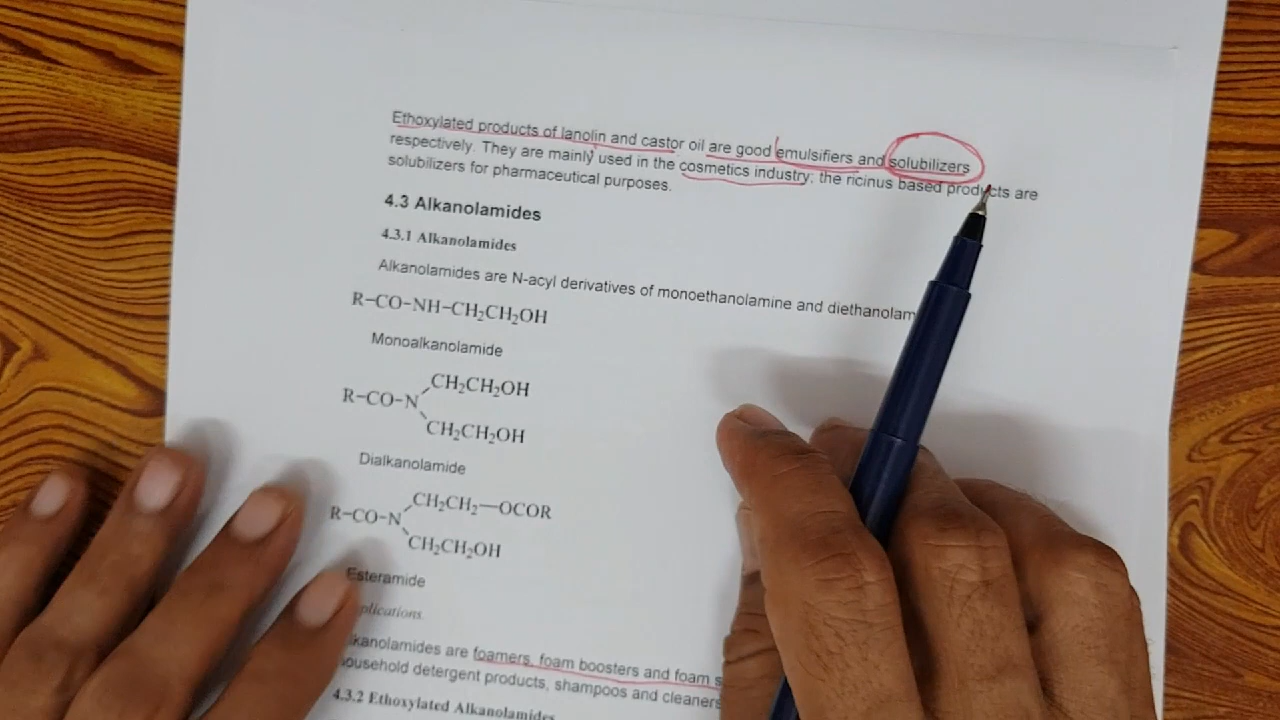 Ethoxylated products of lanolin and castor oil are good emulsifiers and solubilizers
respectively. They are mainly used in the cosmetics industry; the ricinus based products are
solubilizers for pharmaceutical purposes.
4.3 Alkanolamides
4.3.1 Alkanolamides
Alkanolamides are N-acyl derivatives of monoethanolamine and diethanolam
R–CO–NH–CH₂CH₂OH
Monoalkanolamide
CH₂CH₂OH
R–CO–N
CH₂CH₂OH
Dialkanolamide
CH₂CH₂—OCOR
R–CO–N
CH₂CH₂OH
Esteramide
plications
kanolamides are foamers, foam boosters and foam s
ousehold detergent products, shampoos and cleaners
4.3.2 Ethoxylated Alkanolamides